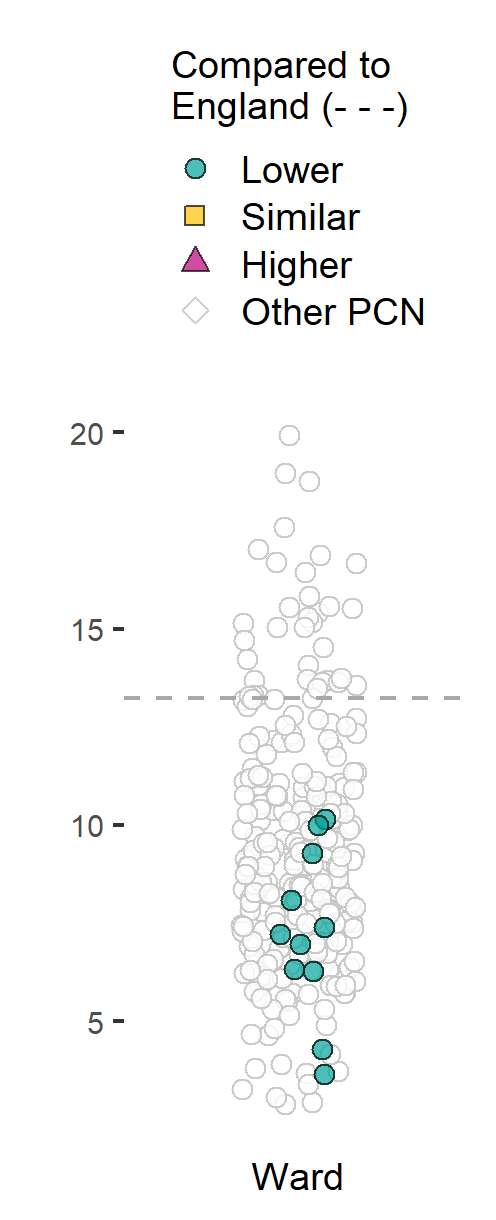 Compared to
England (- - -)
Lower
Similar
Higher
Other PCN
20
15
10
5
Ward